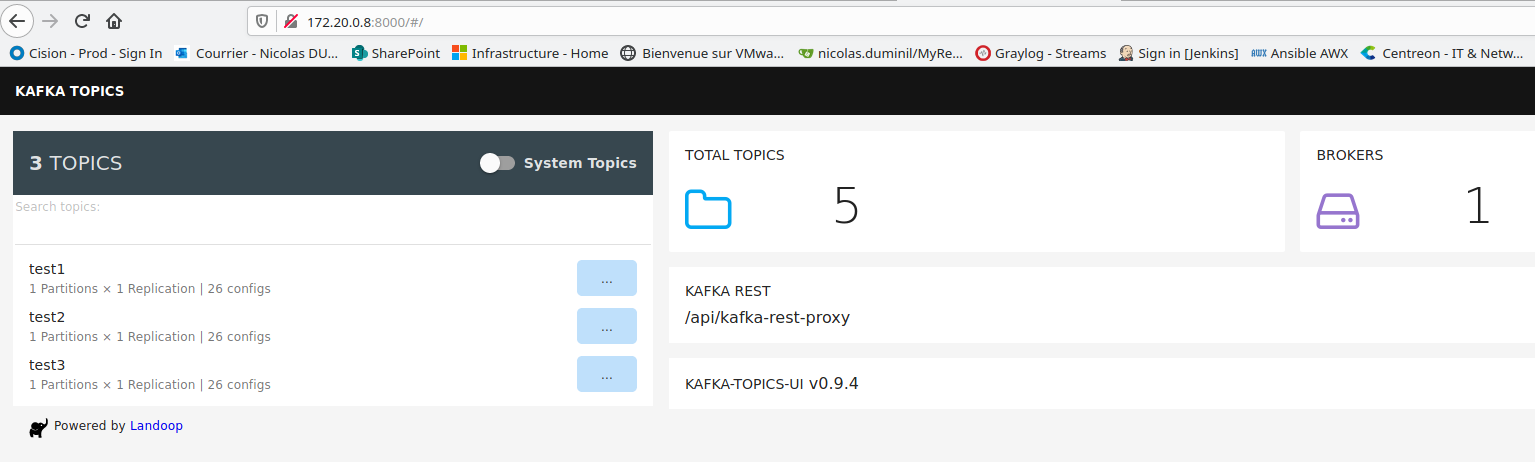 172.20.0.8:8000/#/
Cision - Prod - Sign In Courrier - Nicolas DU... SharePoint Infrastructure - Home Bienvenue sur VMwa... nicolas.duminil/MyRe... Graylog - Streams Sign in [Jenkins] AWX Ansible AWX Centreon - IT & Netw...
KAFKA TOPICS
3 TOPICS
System Topics
Search topics:
test1
1 Partitions × 1 Replication | 26 configs
...
test2
1 Partitions × 1 Replication | 26 configs
...
test3
1 Partitions × 1 Replication | 26 configs
...
Powered by Landoop
TOTAL TOPICS
5
BROKERS
1
KAFKA REST
/api/kafka-rest-proxy
KAFKA-TOPICS-UI v0.9.4